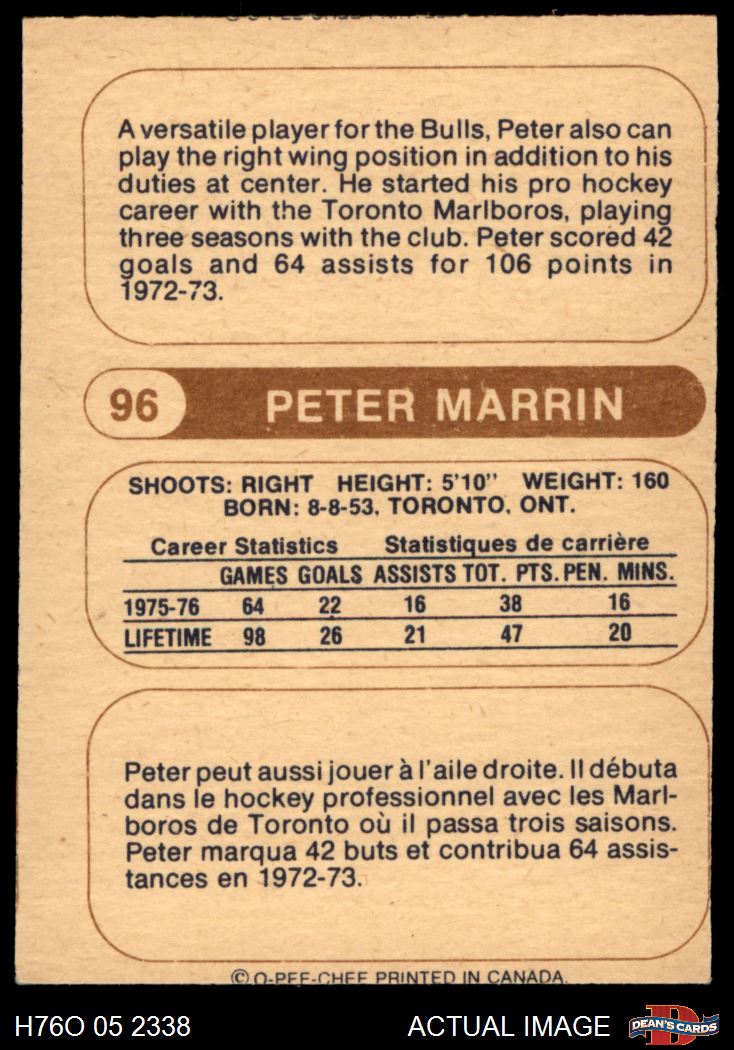 A versatile player for the Bulls, Peter also can
play the right wing position in addition to his
duties at center. He started his pro hockey
career with the Toronto Marlboros, playing
three seasons with the club. Peter scored 42
goals and 64 assists for 106 points in
1972-73.
96 PETER MARRIN
SHOOTS: RIGHT HEIGHT: 5'10" WEIGHT: 160
BORN: 8-8-53, TORONTO, ONT.
Career Statistics Statistiques de carrière
GAMES GOALS ASSISTS TOT. PTS. PEN. MINS.
1975-76 64 22 16 38 16
LIFETIME 98 26 21 47 20
Peter peut aussi jouer à l'aile droite. Il débuta
dans le hockey professionnel avec les Marl-
boros de Toronto où il passa trois saisons.
Peter marqua 42 buts et contribua 64 assis-
tances en 1972-73.
© O-PEE-CHEE PRINTED IN CANADA.
H76O 05 2338 ACTUAL IMAGE DEAN'S CARDS